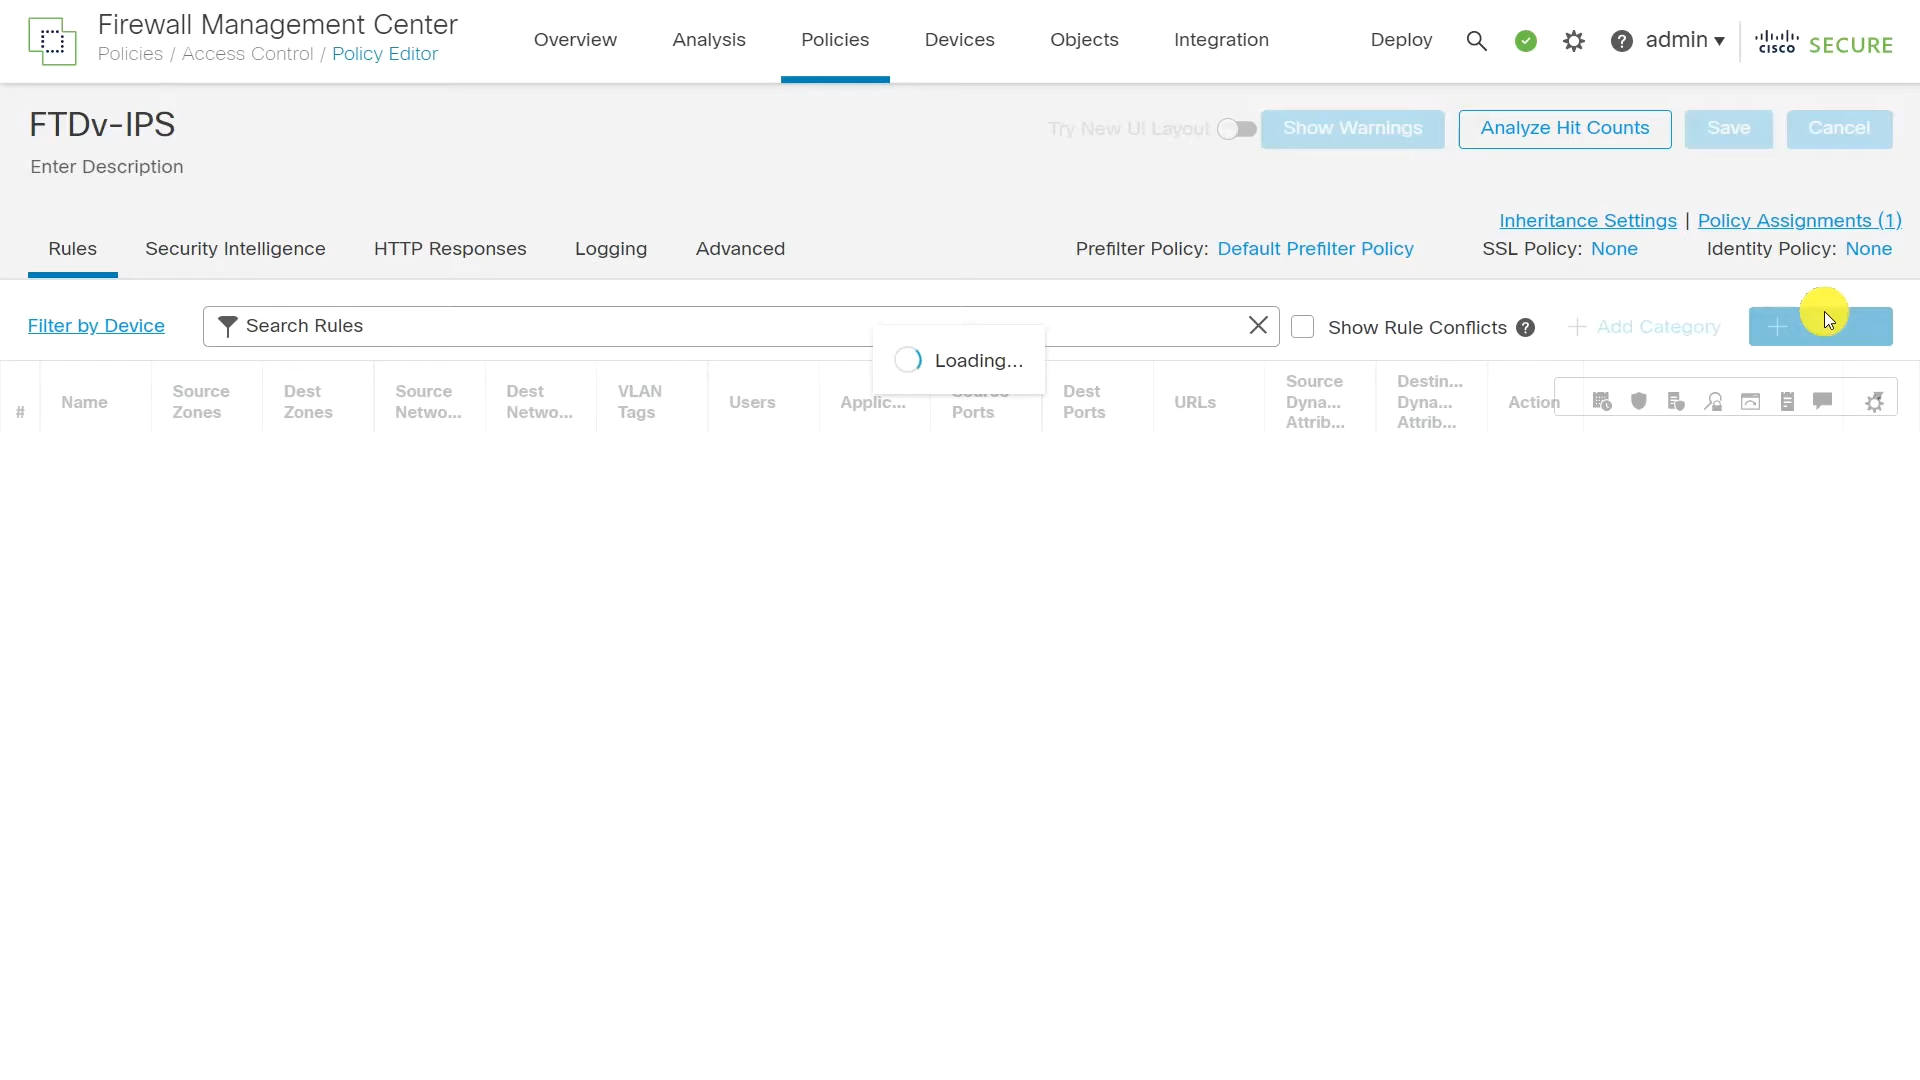 Firewall Management Center
Policies / Access Control / Policy Editor
Overview
Analysis
Policies
Devices
Objects
Integration
Deploy
admin
cisco SECURE
FTDv-IPS
Enter Description
Try New UI Layout
Show Warnings
Analyze Hit Counts
Save
Cancel
Inheritance Settings | Policy Assignments (1)
Rules
Security Intelligence
HTTP Responses
Logging
Advanced
Prefilter Policy: Default Prefilter Policy
SSL Policy: None
Identity Policy: None
Filter by Device
Search Rules
Show Rule Conflicts
+ Add Category
Loading...
#
Name
Source
Zones
Dest
Zones
Source
Netwo...
Dest
Netwo...
VLAN
Tags
Users
Applic...
Source
Ports
Dest
Ports
URLs
Source
Dyna...
Attrib...
Destin...
Dyna...
Attrib...
Action